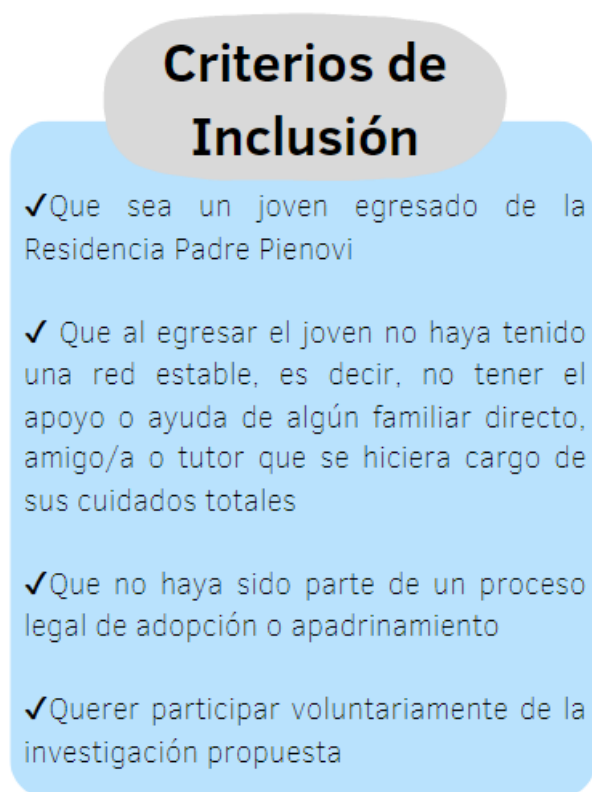 Criterios de
Inclusión
✓Que sea un joven egresado de la
Residencia Padre Pienovi
✓ Que al egresar el joven no haya tenido
una red estable, es decir, no tener el
apoyo o ayuda de algún familiar directo,
amigo/a o tutor que se hiciera cargo de
sus cuidados totales
✓Que no haya sido parte de un proceso
legal de adopción o apadrinamiento
✓Querer participar voluntariamente de la
investigación propuesta